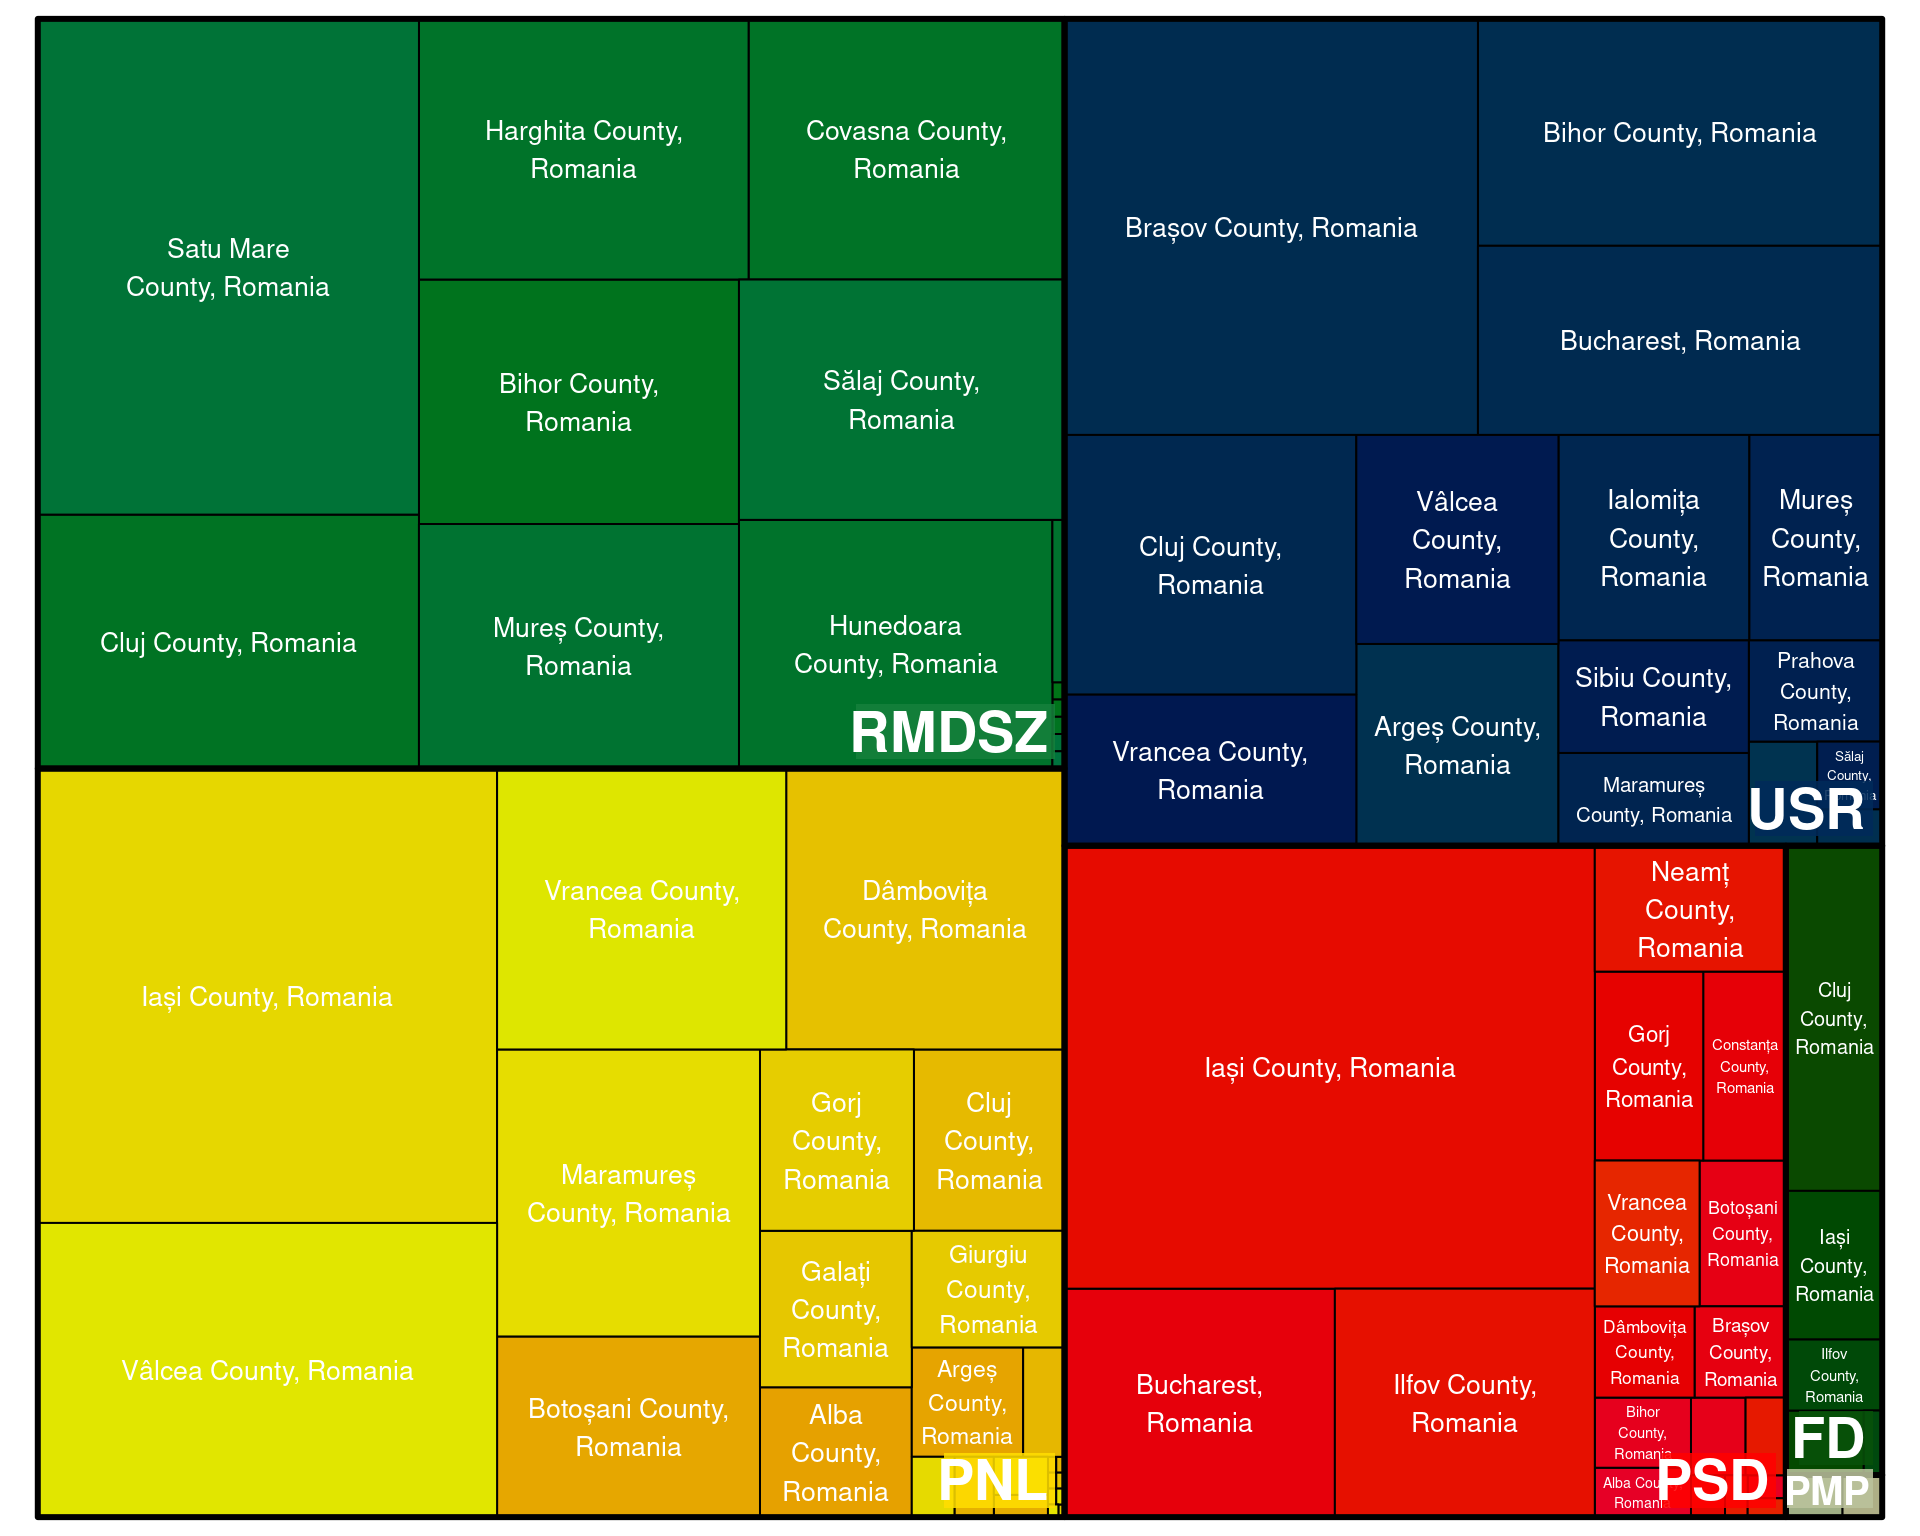 Satu Mare
County, Romania
Harghita County,
Romania
Covasna County,
Romania
Bihor County,
Romania
Sălaj County,
Romania
Cluj County, Romania
Mureș County,
Romania
Hunedoara
County, Romania
RMDSZ
Brașov County, Romania
Bihor County, Romania
Bucharest, Romania
Cluj County,
Romania
Vâlcea
County,
Romania
Ialomița
County,
Romania
Mureș
County,
Romania
Vrancea County,
Romania
Argeș County,
Romania
Sibiu County,
Romania
Prahova
County,
Romania
Maramureș
County, Romania
Sălaj
County,
USR
Iași County, Romania
Vrancea County,
Romania
Dâmbovița
County, Romania
Maramureș
County, Romania
Gorj
County,
Romania
Cluj
County,
Romania
Galați
County,
Romania
Giurgiu
County,
Romania
Vâlcea County, Romania
Botoșani County,
Romania
Alba
County,
Romania
Argeș
County,
Romania
PNL
Iași County, Romania
Neamț
County,
Romania
Gorj
County,
Romania
Constanța
County,
Romania
Vrancea
County,
Romania
Botoșani
County,
Romania
Bucharest,
Romania
Ilfov County,
Romania
Dâmbovița
County,
Romania
Brașov
County,
Romania
Bihor
County,
Romania
Alba County,
Romania
PSD
Cluj
County,
Romania
Iași
County,
Romania
Ilfov
County,
Romania
FD
PMP